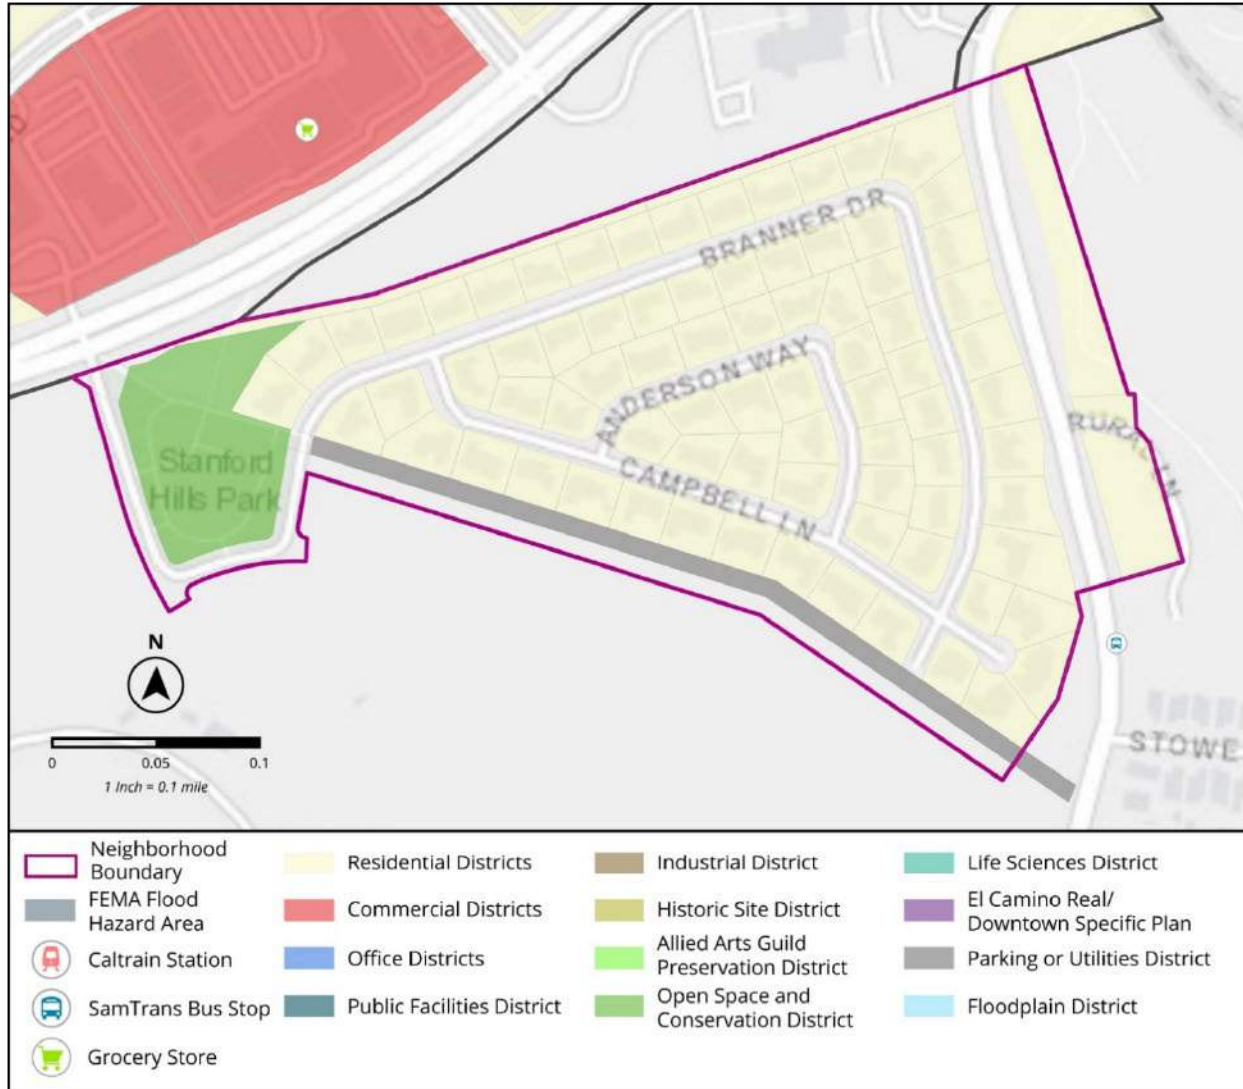 BRANNER DR
ANDERSON WAY
RURAL LN
CAMPBELL LN
Stanford
Hills Park
STOWE
N
0
0.05
0.1
1 Inch = 0.1 mile
Neighborhood
Boundary
FEMA Flood
Hazard Area
Caltrain Station
SamTrans Bus Stop
Grocery Store
Residential Districts
Commercial Districts
Office Districts
Public Facilities District
Industrial District
Historic Site District
Allied Arts Guild
Preservation District
Open Space and
Conservation District
Life Sciences District
El Camino Real/
Downtown Specific Plan
Parking or Utilities District
Floodplain District